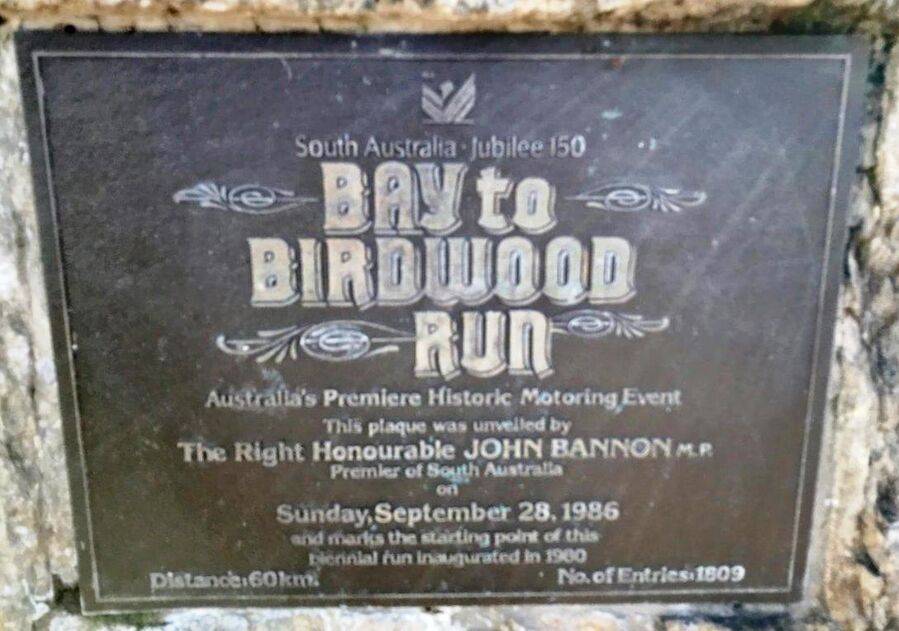 South Australia · Jubilee 150
BAY to
BIRDWOOD
RUN
Australia's Premiere Historic Motoring Event
This plaque was unveiled by
The Right Honourable JOHN BANNON M.P.
Premier of South Australia
on
Sunday, September 28, 1986
and marks the starting point of this
biennial run inaugurated in 1980
Distance: 60km. No. of Entries: 1809